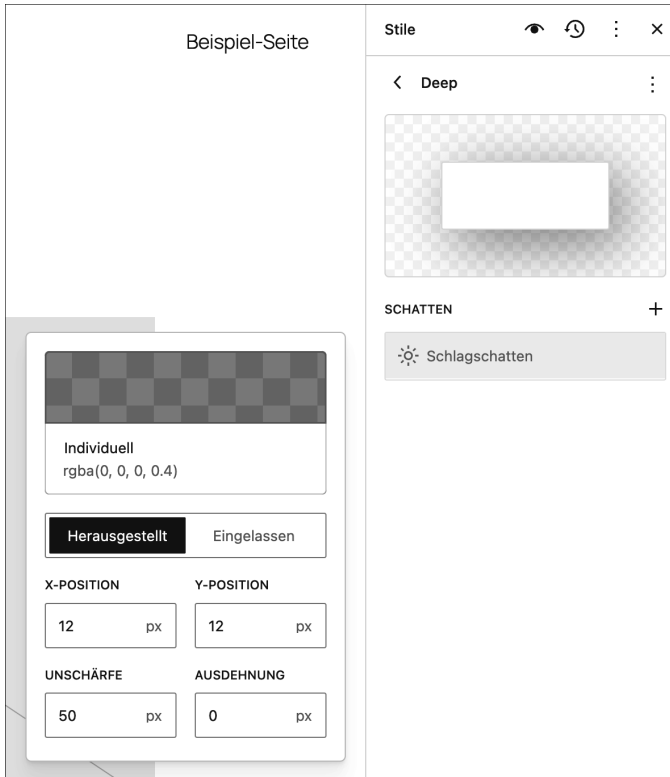 Beispiel-Seite
Stile
Deep
SCHATTEN
Schlagschatten
Individuell
rgba(0, 0, 0, 0.4)
Herausgestellt Eingelassen
X-POSITION Y-POSITION
12 px 12 px
UNSCHÄRFE AUSDEHNUNG
50 px 0 px